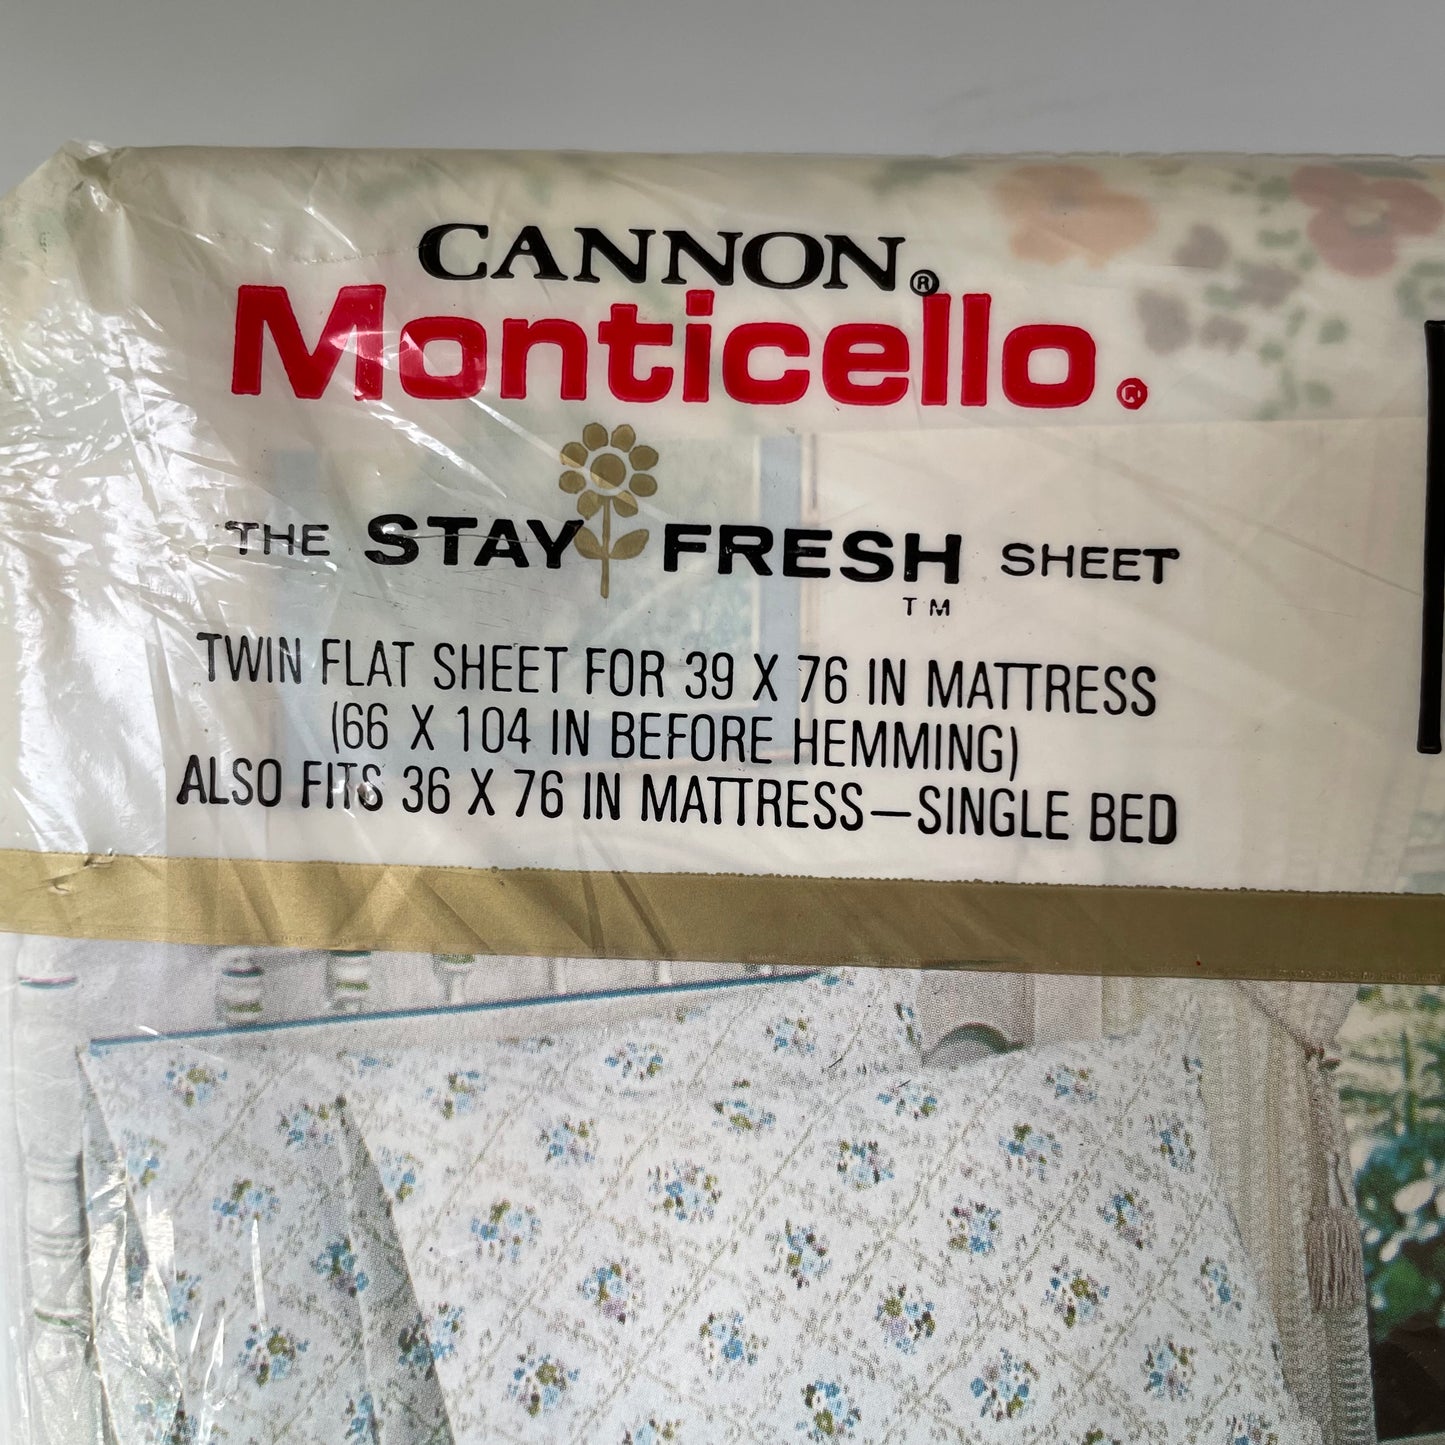 CANNON®
Monticello®
THE STAY FRESH SHEET
TM
TWIN FLAT SHEET FOR 39 X 76 IN MATTRESS
(66 X 104 IN BEFORE HEMMING)
ALSO FITS 36 X 76 IN MATTRESS—SINGLE BED